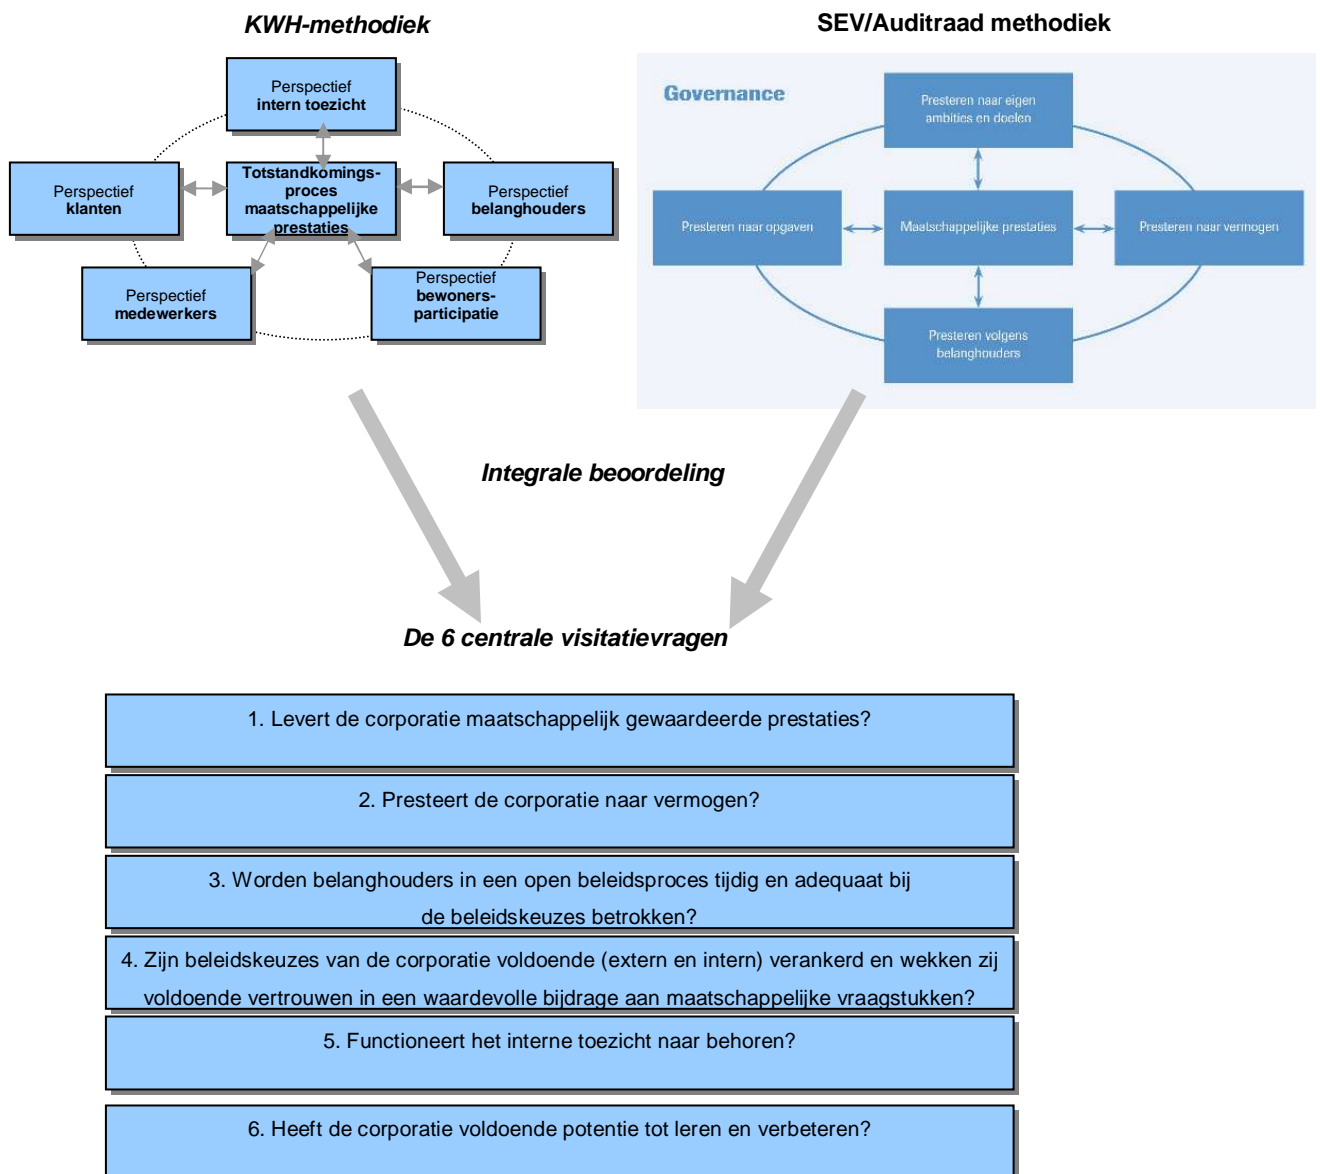 KWH-methodiek
SEV/Auditraad methodiek
Perspectief
intern toezicht
Perspectief
klanten
Totstandkomings-
proces
maatschappelijke
prestaties
Perspectief
belanghouders
Perspectief
medewerkers
Perspectief
bewoners-
participatie
Governance
Presteren naar eigen
ambities en doelen
Presteren naar opgaven
Maatschappelijke prestaties
Presteren naar vermogen
Presteren volgens
belanghouders
Integrale beoordeling
De 6 centrale visitatievragen
1. Levert de corporatie maatschappelijk gewaardeerde prestaties?
2. Presteert de corporatie naar vermogen?
3. Worden belanghouders in een open beleidsproces tijdig en adequaat bij
de beleidskeuzes betrokken?
4. Zijn beleidskeuzes van de corporatie voldoende (extern en intern) verankerd en wekken zij
voldoende vertrouwen in een waardevolle bijdrage aan maatschappelijke vraagstukken?
5. Functioneert het interne toezicht naar behoren?
6. Heeft de corporatie voldoende potentie tot leren en verbeteren?